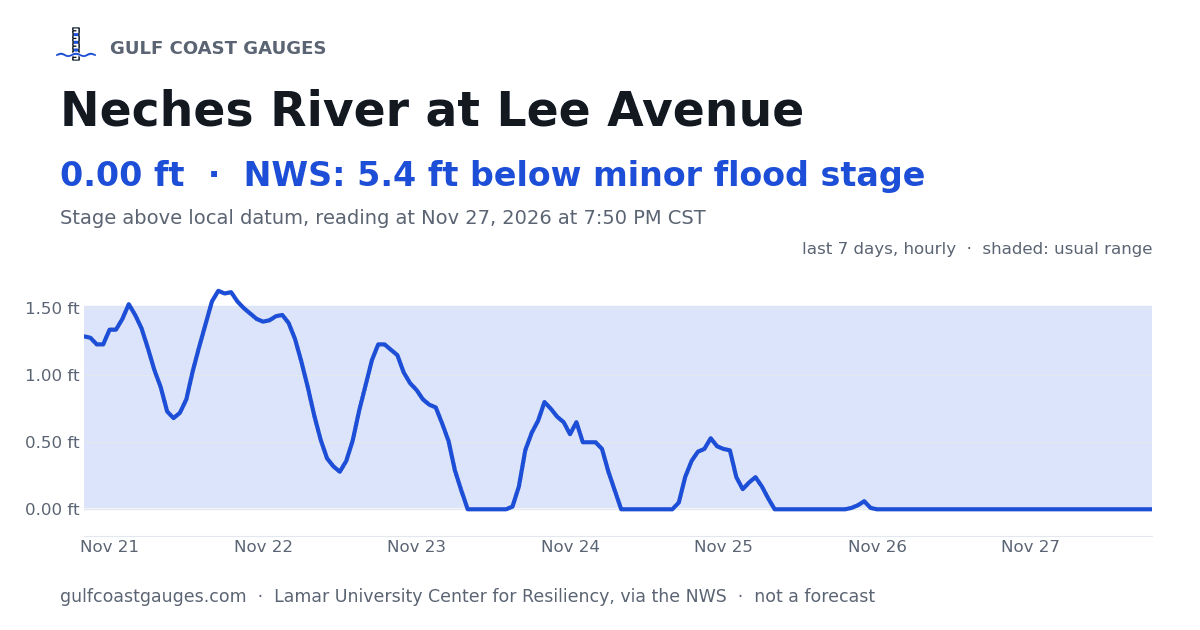 GULF COAST GAUGES
Neches River at Lee Avenue
0.00 ft · NWS: 5.4 ft below minor flood stage
Stage above local datum, reading at Nov 27, 2026 at 7:50 PM CST
last 7 days, hourly · shaded: usual range
1.50 ft
1.00 ft
0.50 ft
0.00 ft
Nov 21 Nov 22 Nov 23 Nov 24 Nov 25 Nov 26 Nov 27
gulfcoastgauges.com · Lamar University Center for Resiliency, via the NWS · not a forecast